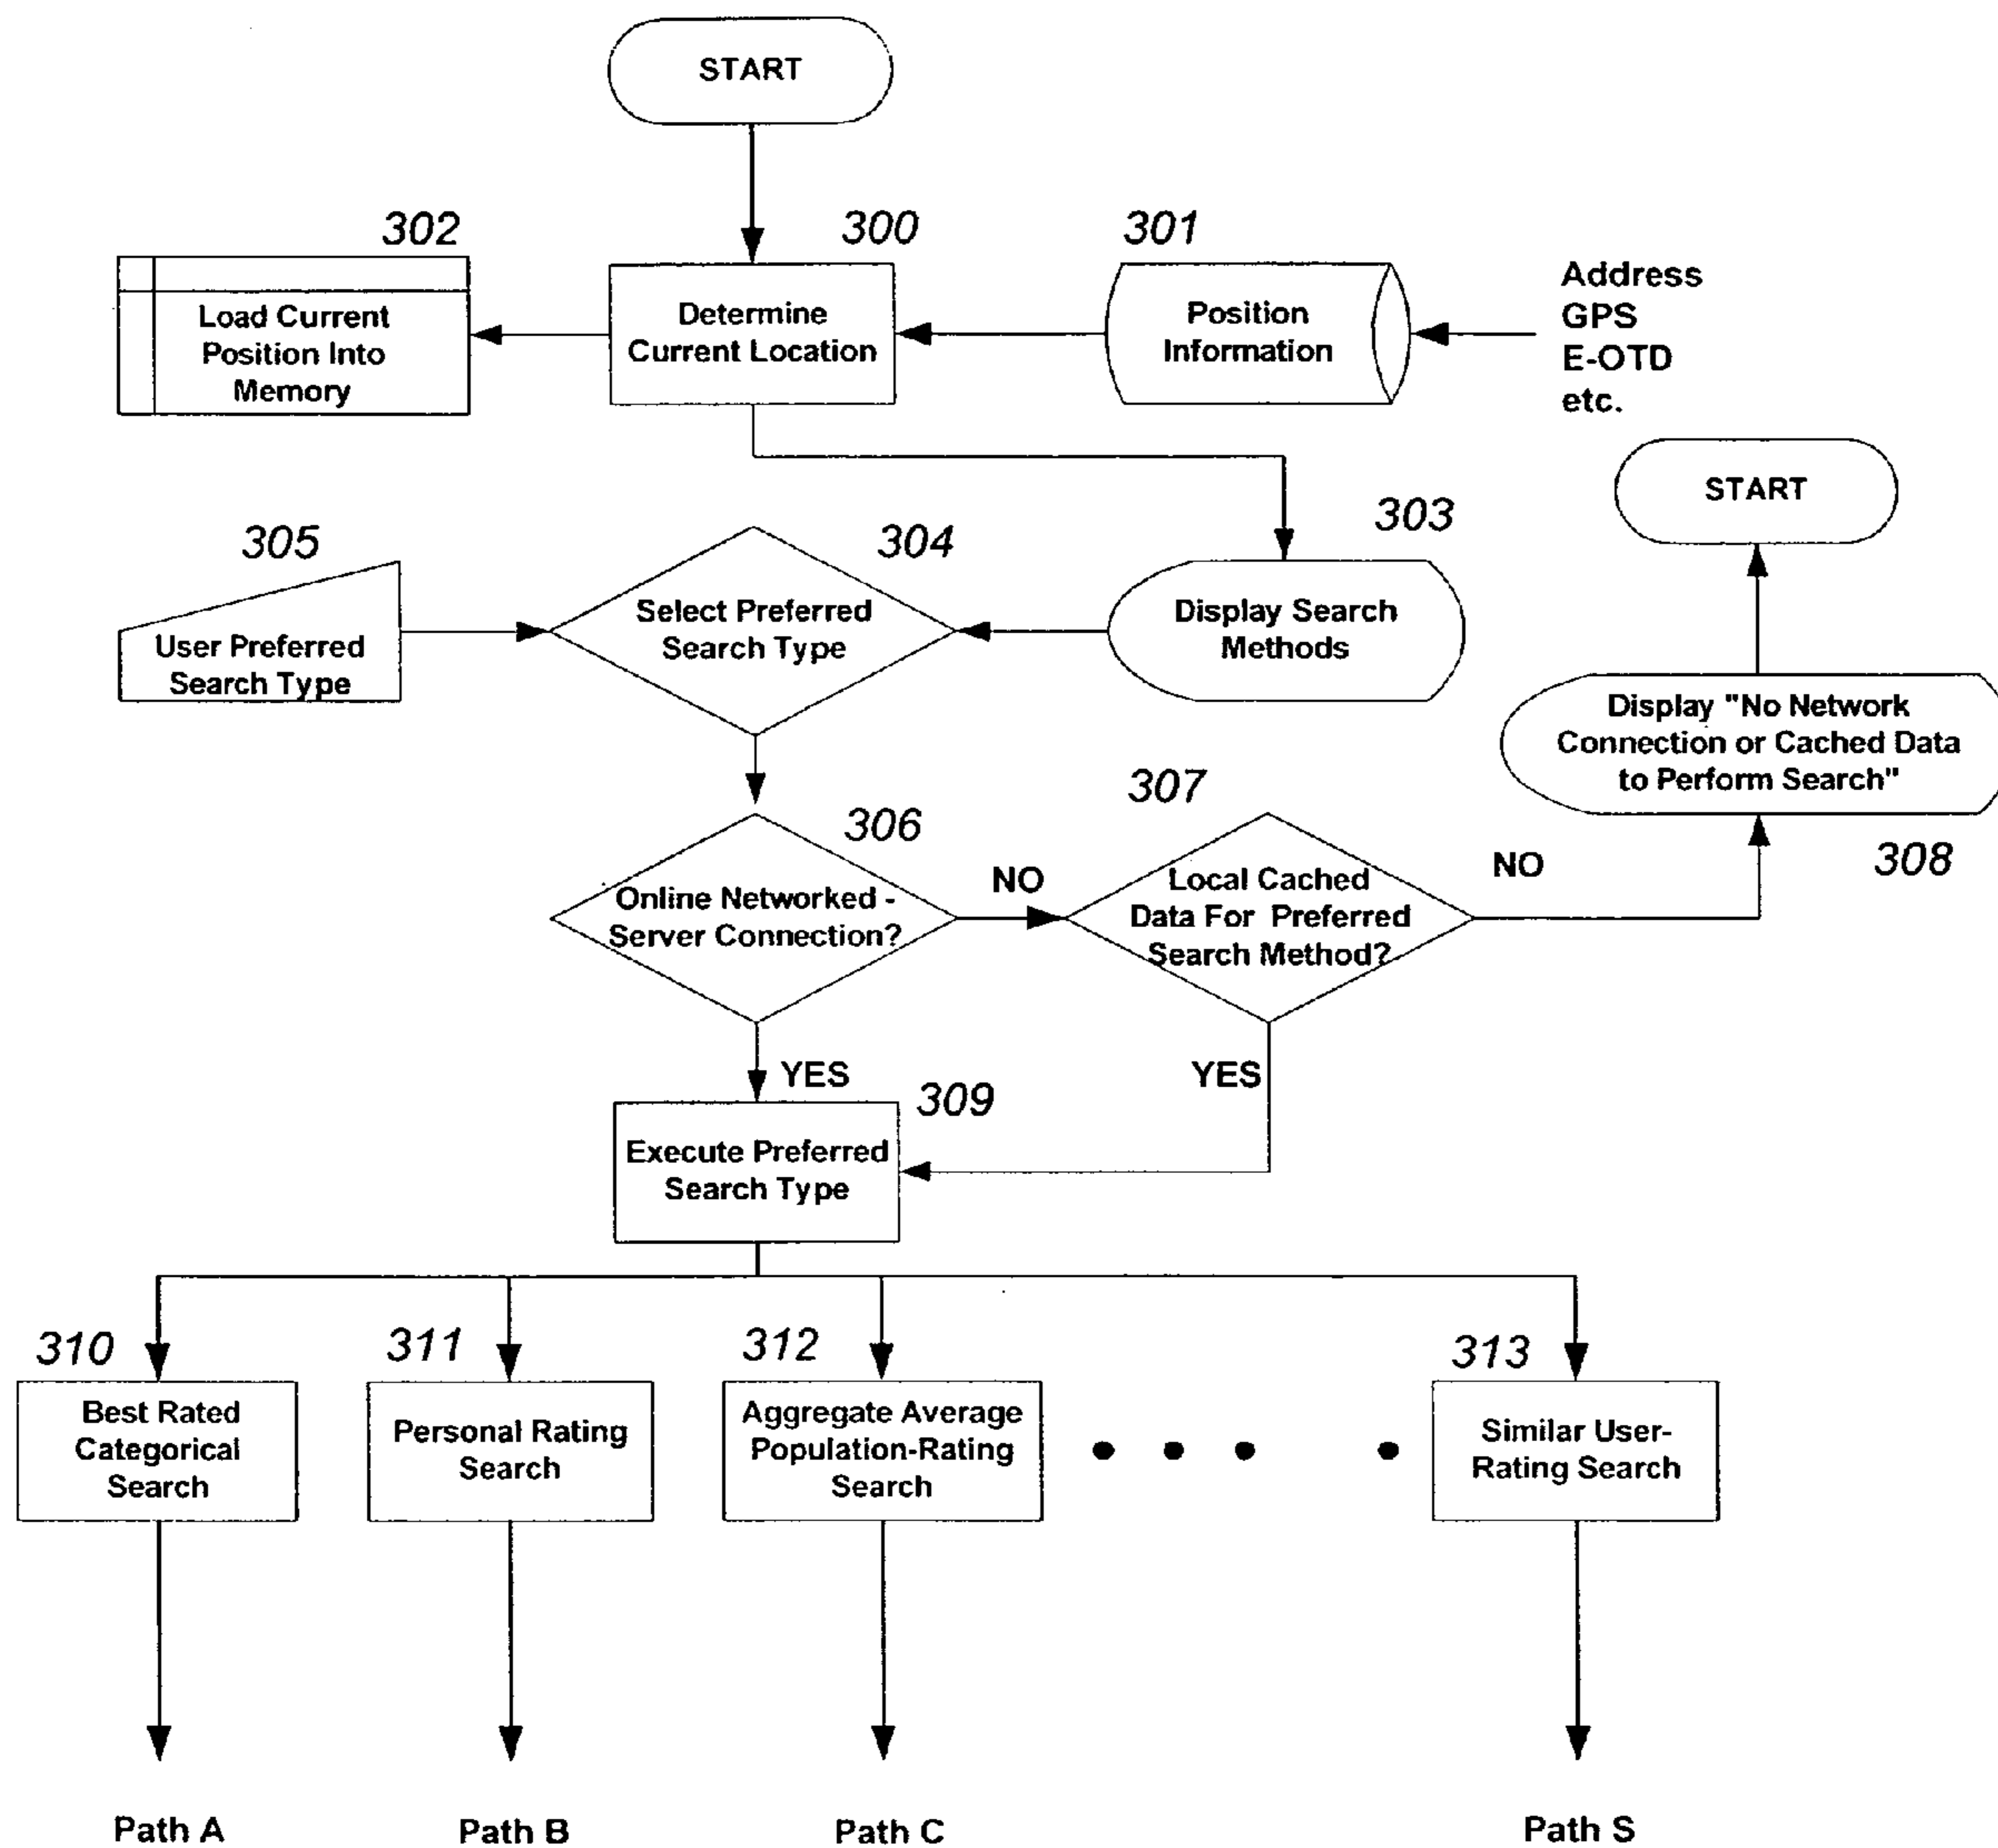 START
302
300
301
Load Current
Position Into
Memory
Determine
Current Location
Position
Information
Address
GPS
E-OTD
etc.
START
305
304
303
User Preferred
Search Type
Select Preferred
Search Type
Display Search
Methods
Display "No Network
Connection or Cached Data
to Perform Search"
308
306
307
Online Networked -
Server Connection?
NO
Local Cached
Data For Preferred
Search Method?
NO
YES
YES
309
Execute Preferred
Search Type
310
311
312
313
Best Rated
Categorical
Search
Personal Rating
Search
Aggregate Average
Population-Rating
Search
Similar User-
Rating Search
Path A
Path B
Path C
Path S